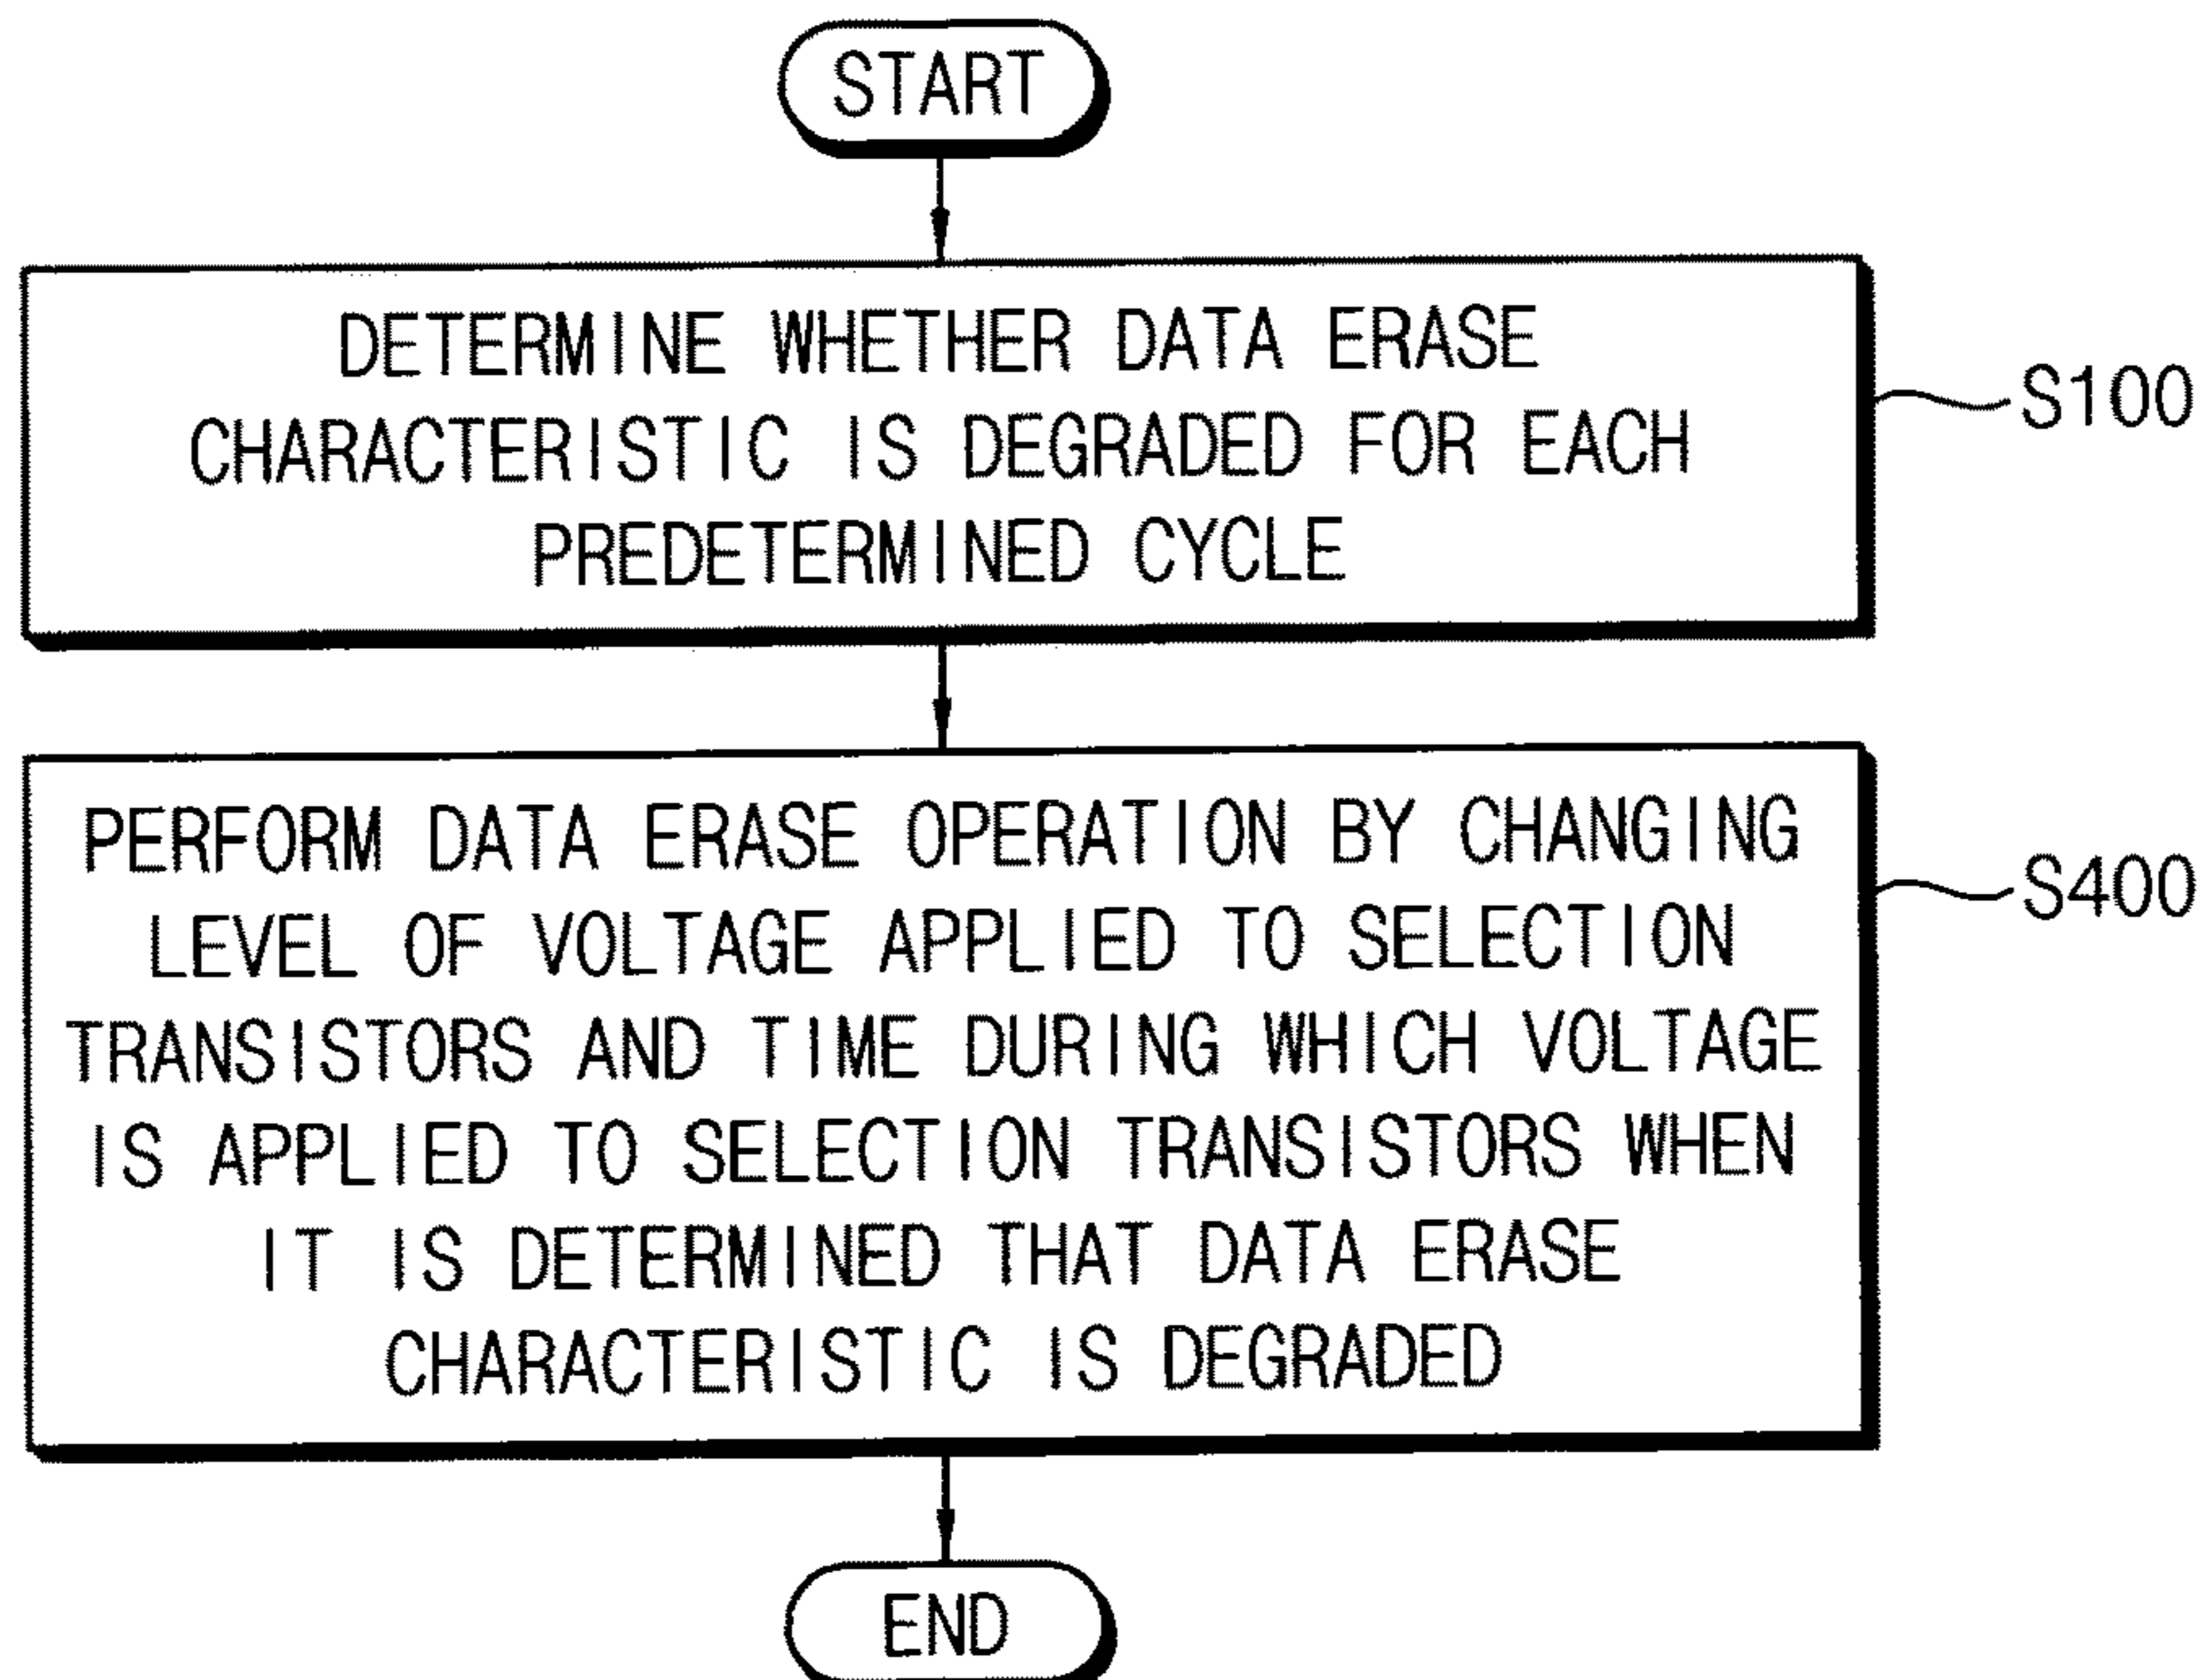 START
DETERMINE WHETHER DATA ERASE
CHARACTERISTIC IS DEGRADED FOR EACH
PREDETERMINED CYCLE
S100
PERFORM DATA ERASE OPERATION BY CHANGING
LEVEL OF VOLTAGE APPLIED TO SELECTION
TRANSISTORS AND TIME DURING WHICH VOLTAGE
IS APPLIED TO SELECTION TRANSISTORS WHEN
IT IS DETERMINED THAT DATA ERASE
CHARACTERISTIC IS DEGRADED
S400
END